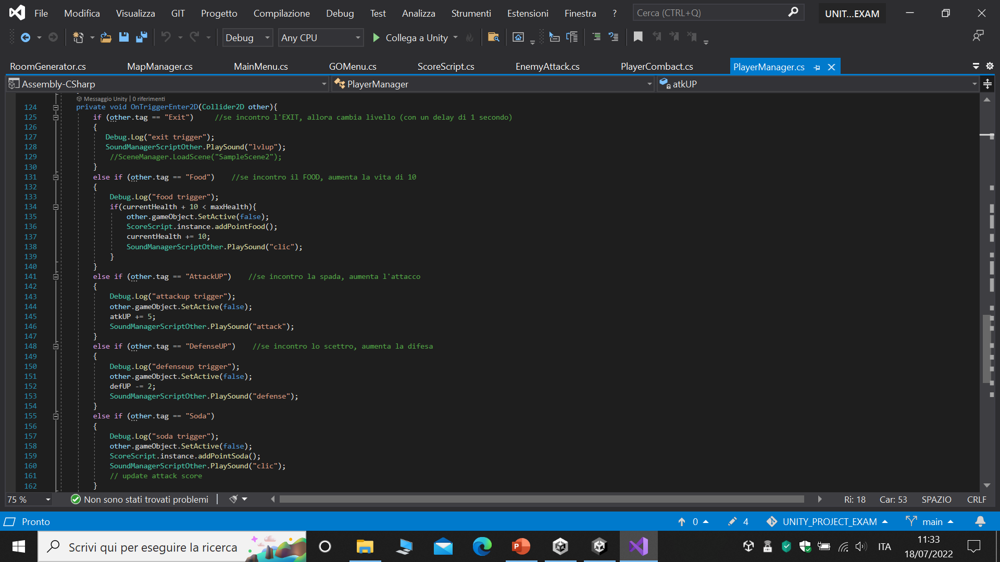 File Modifica Visualizza GIT Progetto Compilazione Debug Test Analizza Strumenti Estensioni Finestra ? Cerca (CTRL+Q) UNIT...EXAM
Debug Any CPU Collega a Unity
RoomGenerator.cs MapManager.cs MainMenu.cs GOMenu.cs ScoreScript.cs EnemyAttack.cs PlayerCombact.cs PlayerManager.cs
Assembly-CSharp PlayerManager atkUP
Messaggio Unity | 0 riferimenti
124 private void OnTriggerEnter2D(Collider2D other){
125 if (other.tag == "Exit") //se incontro l'EXIT, allora cambia livello (con un delay di 1 secondo)
126 {
127 Debug.Log("exit trigger");
128 SoundManagerScriptOther.PlaySound("lvlup");
129 //SceneManager.LoadScene("SampleScene2");
130 }
131 else if (other.tag == "Food") //se incontro il FOOD, aumenta la vita di 10
132 {
133 Debug.Log("food trigger");
134 if(currentHealth + 10 < maxHealth){
135 other.gameObject.SetActive(false);
136 ScoreScript.instance.addPointFood();
137 currentHealth += 10;
138 SoundManagerScriptOther.PlaySound("clic");
139 }
140 }
141 else if (other.tag == "AttackUP") //se incontro la spada, aumenta l'attacco
142 {
143 Debug.Log("attackup trigger");
144 other.gameObject.SetActive(false);
145 atkUP += 5;
146 SoundManagerScriptOther.PlaySound("attack");
147 }
148 else if (other.tag == "DefenseUP") //se incontro lo scettro, aumenta la difesa
149 {
150 Debug.Log("defenseup trigger");
151 other.gameObject.SetActive(false);
152 defUP -= 2;
153 SoundManagerScriptOther.PlaySound("defense");
154 }
155 else if (other.tag == "Soda")
156 {
157 Debug.Log("soda trigger");
158 other.gameObject.SetActive(false);
159 ScoreScript.instance.addPointSoda();
160 SoundManagerScriptOther.PlaySound("clic");
161 // update attack score
162 }
75 % Non sono stati trovati problemi Ri: 18 Car: 53 SPAZIO CRLF
Pronto 0 4 UNITY_PROJECT_EXAM main
Scrivi qui per eseguire la ricerca P ITA 11:33
18/07/2022